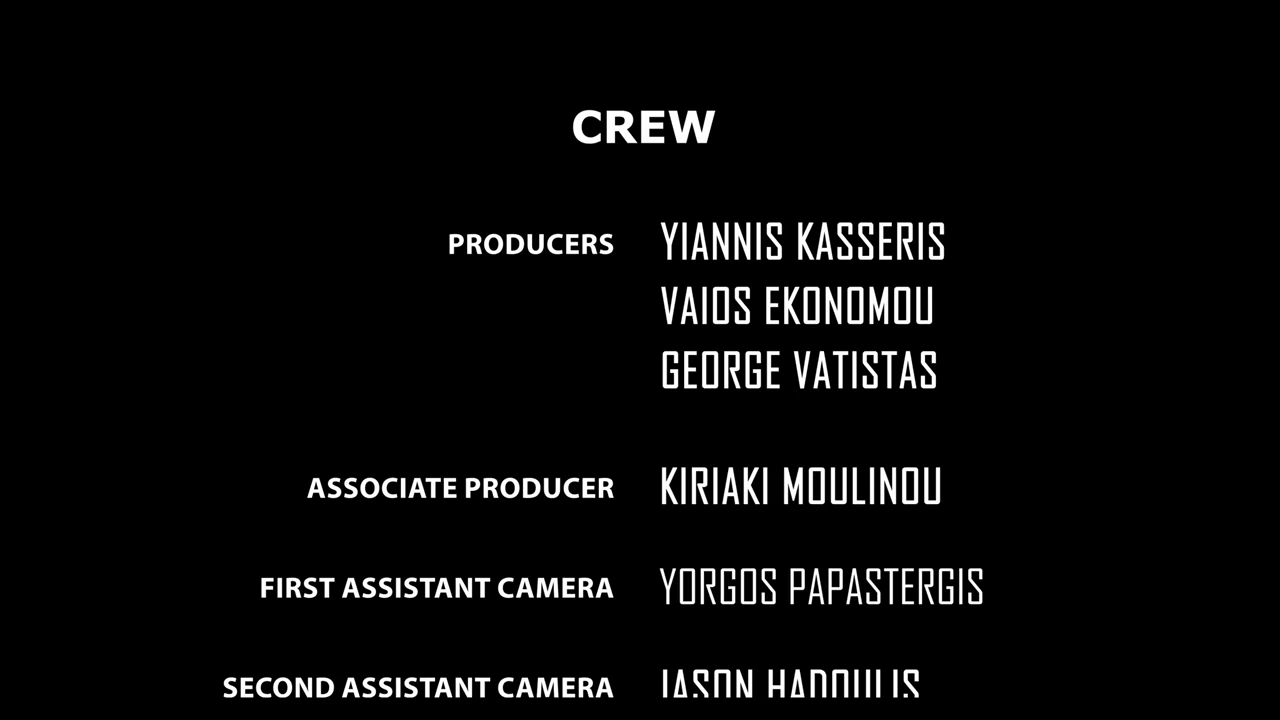 CREW
PRODUCERS YIANNIS KASSERIS
VAIOS EKONOMOU
GEORGE VATISTAS
ASSOCIATE PRODUCER KIRIAKI MOULINOU
FIRST ASSISTANT CAMERA YORGOS PAPASTERGIS
SECOND ASSISTANT CAMERA JASON